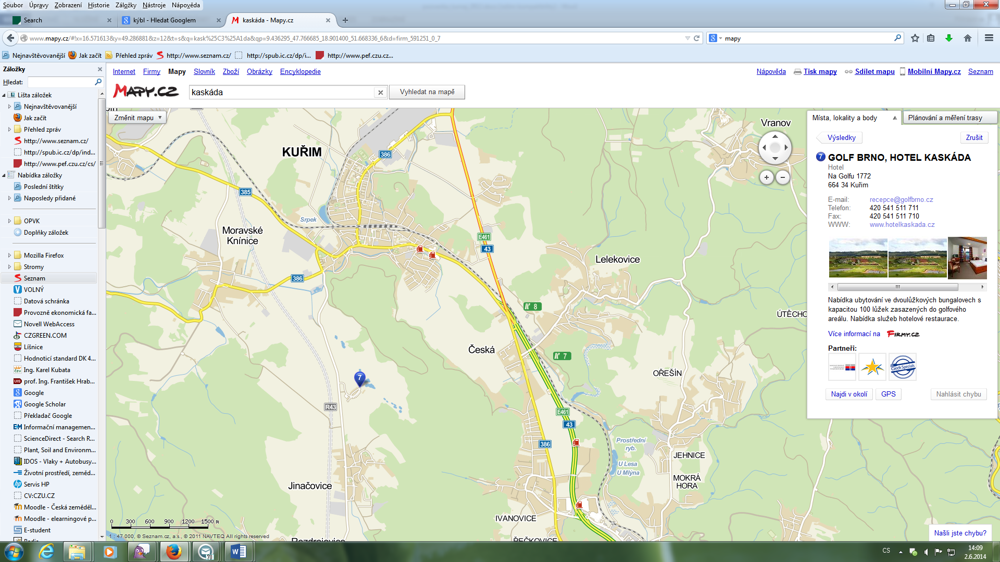 Soubor Úpravy Zobrazení Historie Záložky Nástroje Nápověda
Search
kýbl - Hledat Googlem
kaskáda - Mapy.cz
www.mapy.cz/#!x=16.571613&y=49.286881&z=12&t=s&q=kask%25C3%25A1da&qp=9.436295_47.766685_18.901400_51.668336_6&d=firm_591251_0_7
mapy
Nejnavštěvovanější Jak začít Přehled zpráv http://www.seznam.cz/ http://spub.ic.cz/dp/i... http://www.pef.czu.cz...
Záložky
Hledat:
Lišta záložek
Nejnavštěvovanější
Jak začít
Přehled zpráv
http://www.seznam.cz/
http://spub.ic.cz/dp/ind...
http://www.pef.czu.cz/cs/
Nabídka záložky
Poslední štítky
Naposledy přidané
OPVK
Doplňky záložek
Mozilla Firefox
Stromy
Seznam
VOLNÝ
Datová schránka
Provozně ekonomická fa...
Novell WebAccess
CZGREEN.COM
Líšnice
Hodnoticí standard DK 4...
Ing. Karel Kubata
prof. Ing. František Hrab...
Google
Google Scholar
Překladač Google
Informační managemen...
ScienceDirect - Search R...
Plant, Soil and Environm...
IDOS - Vlaky + Autobusy...
Životní prostředí, zeměd...
Servis HP
CV:CZU.CZ
Moodle - Česká zeměděl...
Moodle - elearningové p...
E-student
Internet Firmy Mapy Slovník Zboží Obrázky Encyklopedie
Nápověda Tisk mapy Sdílet mapu Mobilní Mapy.cz Seznam
MAPY.CZ
kaskáda
Vyhledat na mapě
Změnit mapu
KUŘIM
Vranov
386
385
Srpek
Moravské
Knínice
E461
43
Lelekovice
386
8
ÚTĚCHO
Česká
7
OŘEŠÍN
7
R43
E461
43
386
Prostřední
ryb.
JEHNICE
U Lesa
U Mlýna
MOKRÁ
HORA
Jinačovice
IVANOVICE
ŘEČKOVICE
Rozdrojovice
0 300 600 900 1200 1500 m
1 : 47 000, © Seznam.cz, a.s., © 2011 NAVTEQ All rights reserved
Místa, lokality a body
Plánování a měření trasy
Výsledky
Zrušit
7 GOLF BRNO, HOTEL KASKÁDA
Hotel
Na Golfu 1772
664 34 Kuřim
E-mail: recepce@golfbrno.cz
Telefon: 420 541 511 711
Fax: 420 541 511 710
WWW: www.hotelkaskada.cz
Nabídka ubytování ve dvoulůžkových bungalovech s
kapacitou 100 lůžek zasazených do golfového
areálu. Nabídka služeb hotelové restaurace.
Více informací na FIRMY.CZ
Partneři:
Czech Specials
Najdi v okolí
GPS
Nahlásit chybu
Našli jste chybu?
70
CS
14:09
2.6.2014